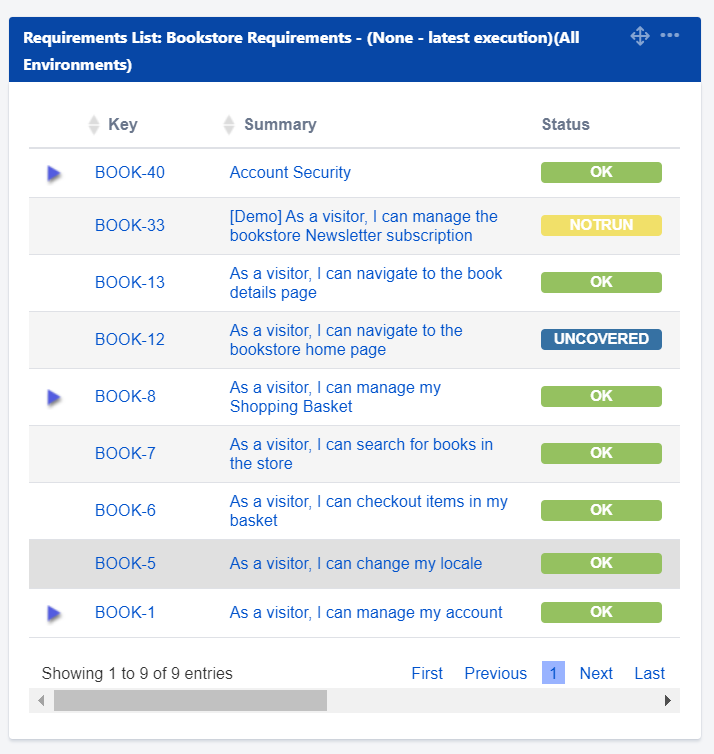 Requirements List: Bookstore Requirements - (None - latest execution)(All
Environments)
Key Summary Status
BOOK-40 Account Security OK
BOOK-33 [Demo] As a visitor, I can manage the
bookstore Newsletter subscription NOTRUN
BOOK-13 As a visitor, I can navigate to the book
details page OK
BOOK-12 As a visitor, I can navigate to the
bookstore home page UNCOVERED
BOOK-8 As a visitor, I can manage my
Shopping Basket OK
BOOK-7 As a visitor, I can search for books in
the store OK
BOOK-6 As a visitor, I can checkout items in my
basket OK
BOOK-5 As a visitor, I can change my locale OK
BOOK-1 As a visitor, I can manage my account OK
Showing 1 to 9 of 9 entries First Previous 1 Next Last